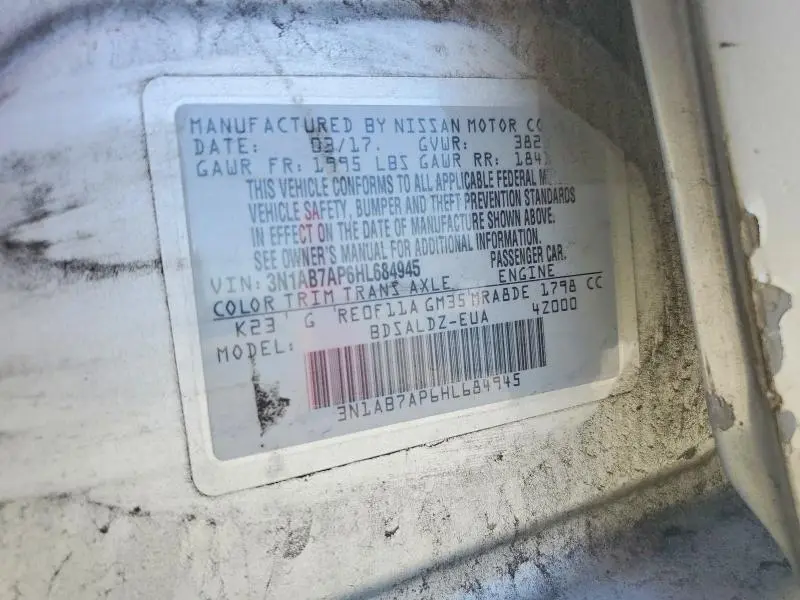 MANUFACTURED BY NISSAN MOTOR CO
DATE: 03/17. GVWR: 382
GAWR FR: 1995 LBS GAWR RR: 184
THIS VEHICLE CONFORMS TO ALL APPLICABLE FEDERAL M
VEHICLE SAFETY, BUMPER AND THEFT PREVENTION STANDARDS
IN EFFECT ON THE DATE OF MANUFACTURE SHOWN ABOVE.
SEE OWNER'S MANUAL FOR ADDITIONAL INFORMATION.
VIN: 3N1AB7AP6HL684945 PASSENGER CAR.
COLOR TRIM TRANS AXLE ENGINE
K23 G RE0F11A GM35 MRA8DE 1798 CC
MODEL: BDSALDZ-EUA 4Z000
3N1AB7AP6HL684945